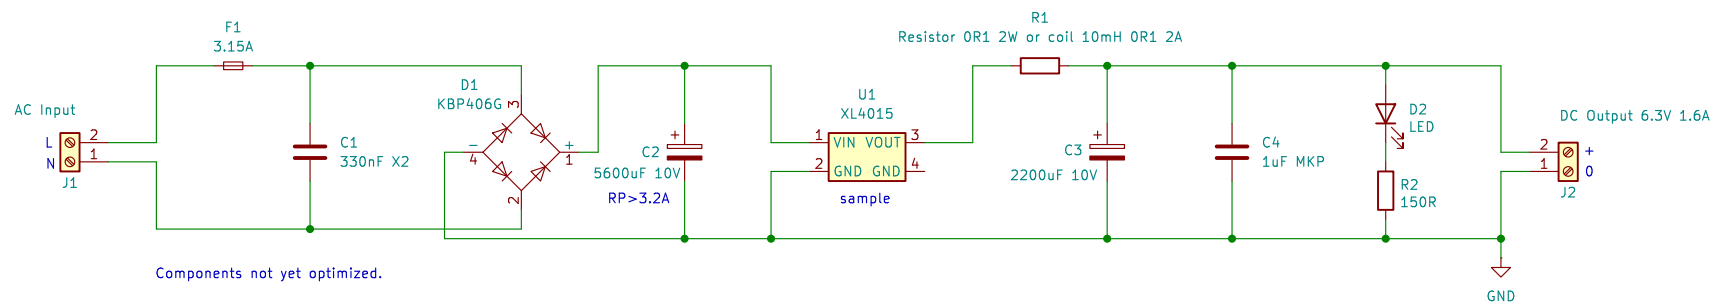 F1
3.15A
AC Input
L
N
2
1
J1
C1
330nF X2
D1
KBP406G
3
−
4
+
1
2
+
C2
5600uF 10V
RP>3.2A
U1
XL4015
1
2
VIN VOUT
GND GND
3
4
sample
R1
Resistor 0R1 2W or coil 10mH 0R1 2A
+
C3
2200uF 10V
C4
1uF MKP
D2
LED
R2
150R
DC Output 6.3V 1.6A
2
1
+
0
J2
GND
Components not yet optimized.